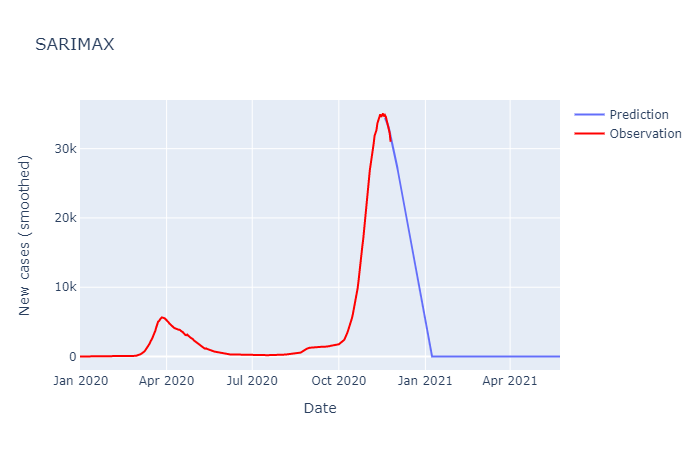 SARIMAX
Prediction
Observation
30k
20k
10k
0
New cases (smoothed)
Jan 2020
Apr 2020
Jul 2020
Oct 2020
Jan 2021
Apr 2021
Date